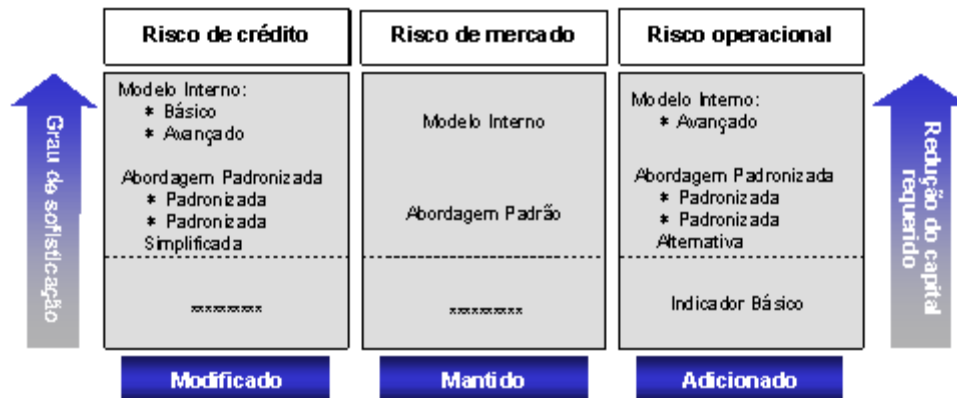 Risco de crédito
Risco de mercado
Risco operacional
Grau de sofisticação
Modelo Interno:
* Básico
* Avançado
Abordagem Padronizada
* Padronizada
* Padronizada
Simplificada
xxxxxxxxxx
Modelo Interno
Abordagem Padrão
xxxxxxxxxx
Modelo Interno:
* Avançado
Abordagem Padronizada
* Padronizada
* Padronizada
Alternativa
Indicador Básico
Redução do capital
requerido
Modificado
Mantido
Adicionado